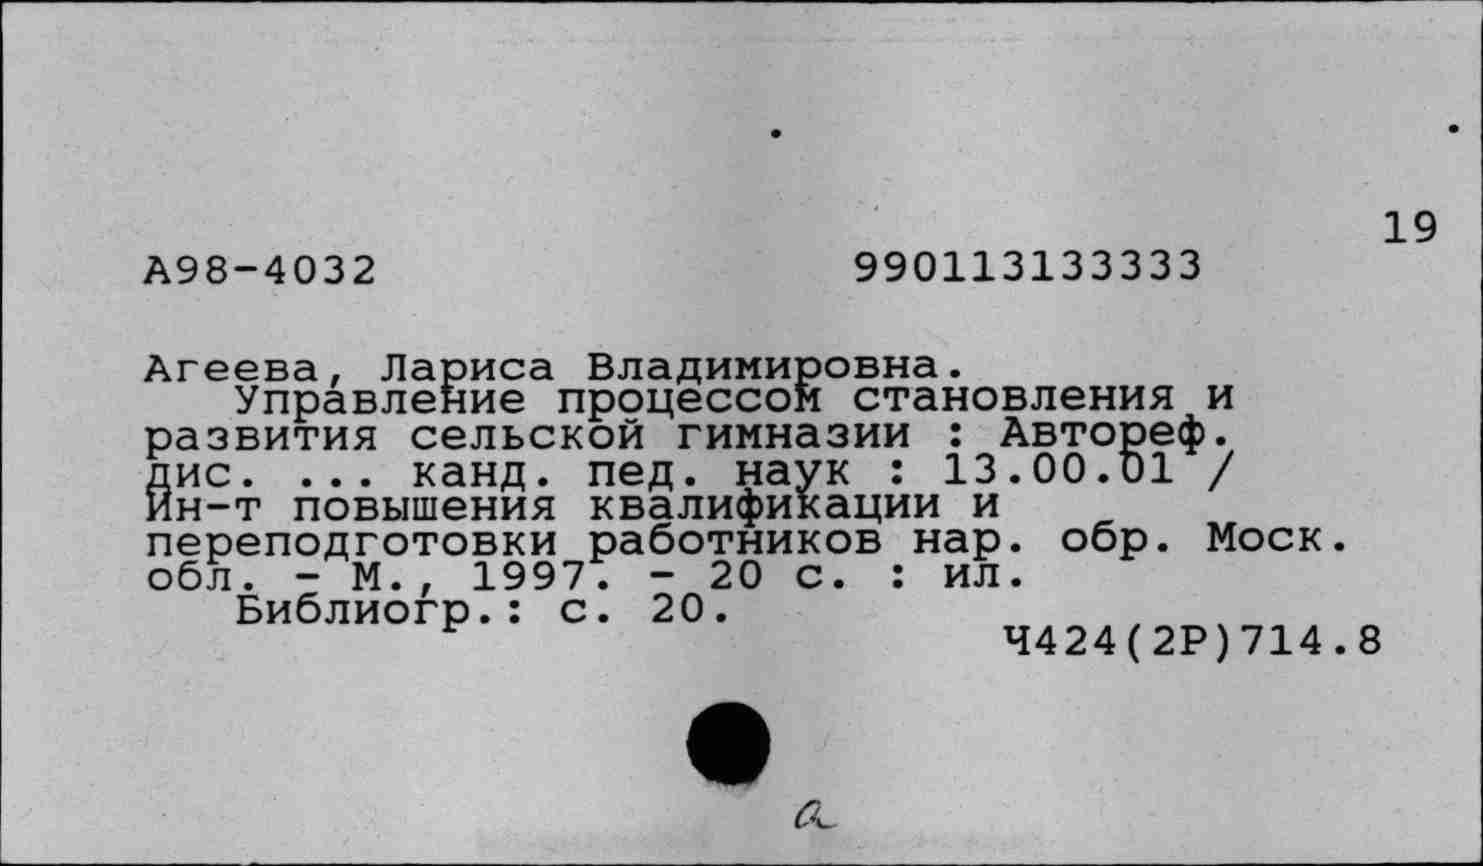 19
А98-4032 990113133333
Агеева, Лариса Владимировна.
Управление процессом становления и
развития сельской гимназии : Автореф.
дис. ... канд. пед. наук : 13.00.01 /
Ин-т повышения квалификации и
переподготовки работников нар. обр. Моск.
обл. - М., 1997. - 20 с. : ил.
Библиогр.: с. 20.
Ч424(2Р)714.8
а